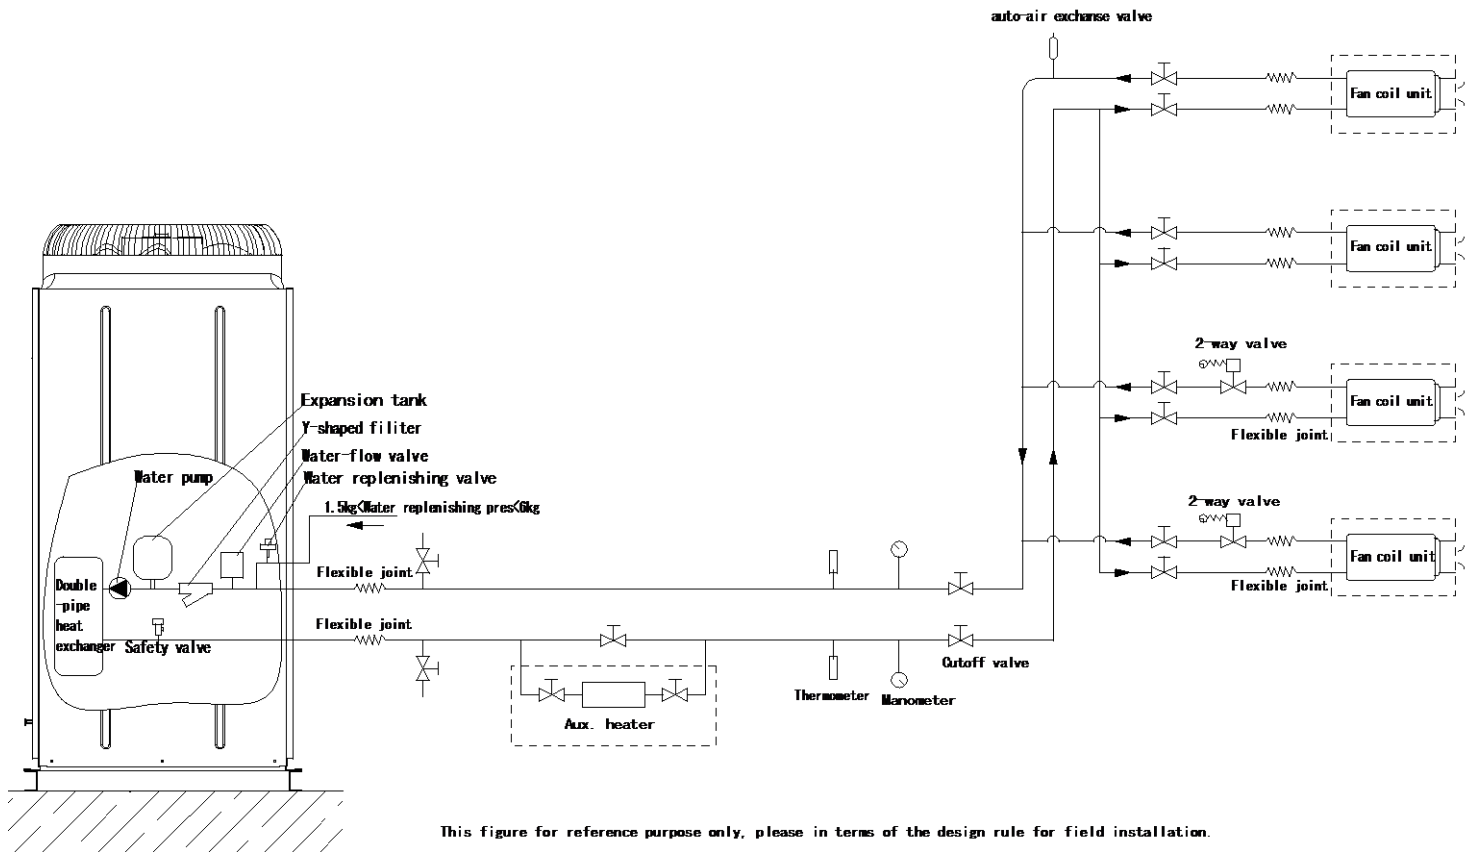 auto-air exchanse valve
Fan coil unit
Fan coil unit
2-way valve
Fan coil unit
Flexible joint
2-way valve
Fan coil unit
Flexible joint
Expansion tank
Y-shaped filiter
Water-flow valve
Water pump
Water replenishing valve
1.5kg<Water replenishing pres<6kg
Flexible joint
Double
-pipe
heat
exchanger
Safety valve
Flexible joint
Cutoff valve
Thermometer
Manometer
Aux. heater
This figure for reference purpose only, please in terms of the design rule for field installation.